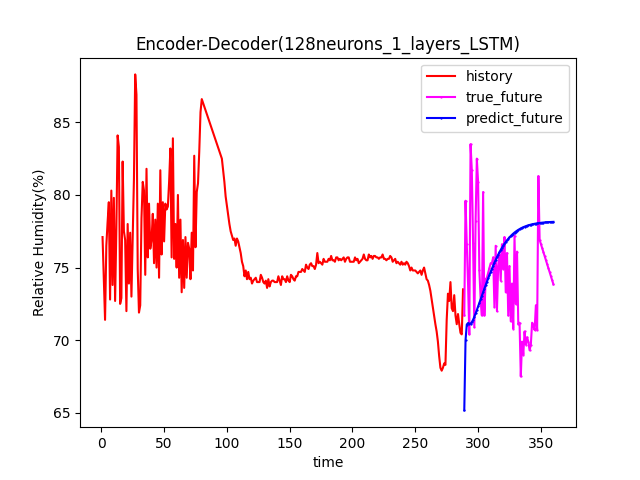 Encoder-Decoder(128neurons_1_layers_LSTM)
history
true_future
predict_future
Relative Humidity(%)
85
80
75
70
65
0 50 100 150 200 250 300 350
time